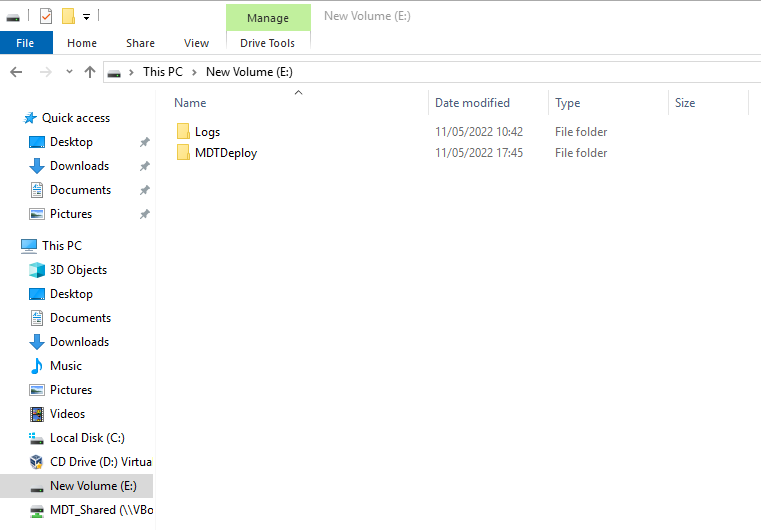 Manage
New Volume (E:)
File
Home
Share
View
Drive Tools
This PC
New Volume (E:)
Name
Date modified
Type
Size
Logs
11/05/2022 10:42
File folder
MDTDeploy
11/05/2022 17:45
File folder
Quick access
Desktop
Downloads
Documents
Pictures
This PC
3D Objects
Desktop
Documents
Downloads
Music
Pictures
Videos
Local Disk (C:)
CD Drive (D:) Virtua
New Volume (E:)
MDT_Shared (\\VBo